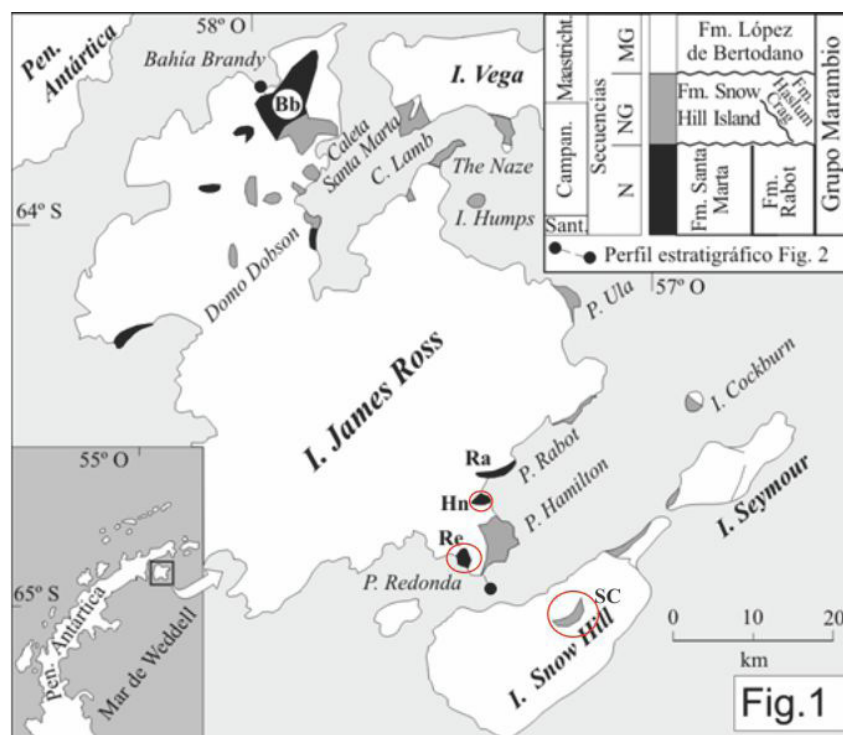 58º O
Pen.
Antártica
Bahía Brandy
Bb
I. Vega
Caleta
Santa Marta
C. Lamb
The Naze
I. Humps
64º S
Domo Dobson
P. Ula
57º O
I. James Ross
I. Cockburn
Ra
P. Rabot
Hn
P. Hamilton
I. Seymour
Re
P. Redonda
SC
I. Snow Hill
65º S
55º O
Pen. Antártica
Mar de Weddell
0 10 20
km
Fig.1
Maastricht.
Campan.
Sant.
Secuencias
MG
NG
N
Fm. López
de Bertodano
Fm. Snow
Hill Island
Fm.
Haslum
Crag
Fm. Santa
Marta
Fm.
Rabot
Grupo Marambio
Perfil estratigráfico Fig. 2